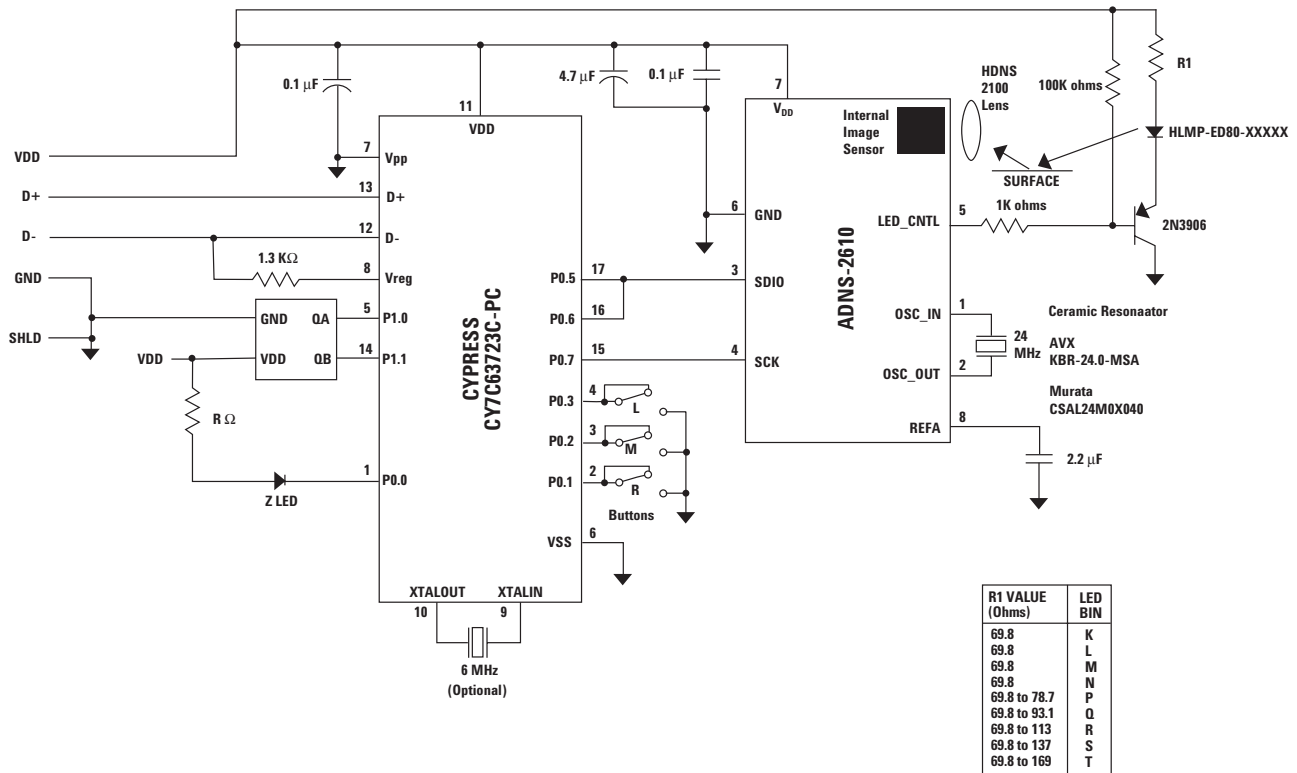 R1
100K ohms
HDNS
2100
Lens
HLMP-ED80-XXXXX
SURFACE
0.1 µF
4.7 µF
0.1 µF
11
VDD
7
VDD
Internal
Image
Sensor
VDD
D+
D-
GND
SHLD
7
Vpp
13
D+
12
D-
1.3 KΩ
8
Vreg
5
P1.0
14
P1.1
GND
QA
VDD
VDD
QB
R Ω
Z LED
1
P0.0
CYPRESS
CY7C63723C-PC
P0.5
17
P0.6
16
P0.7
15
P0.3
4
L
P0.2
3
M
P0.1
2
R
Buttons
VSS
6
XTALOUT
XTALIN
10
9
6 MHz
(Optional)
ADNS-2610
6
GND
3
SDIO
4
SCK
LED_CNTL
5
1K ohms
2N3906
OSC_IN
1
OSC_OUT
2
24
MHz
Ceramic Resonaator
AVX
KBR-24.0-MSA
Murata
CSAL24M0X040
REFA
8
2.2 µF
R1 VALUE
(Ohms)
LED
BIN
69.8 K
69.8 L
69.8 M
69.8 N
69.8 to 78.7 P
69.8 to 93.1 Q
69.8 to 113 R
69.8 to 137 S
69.8 to 169 T